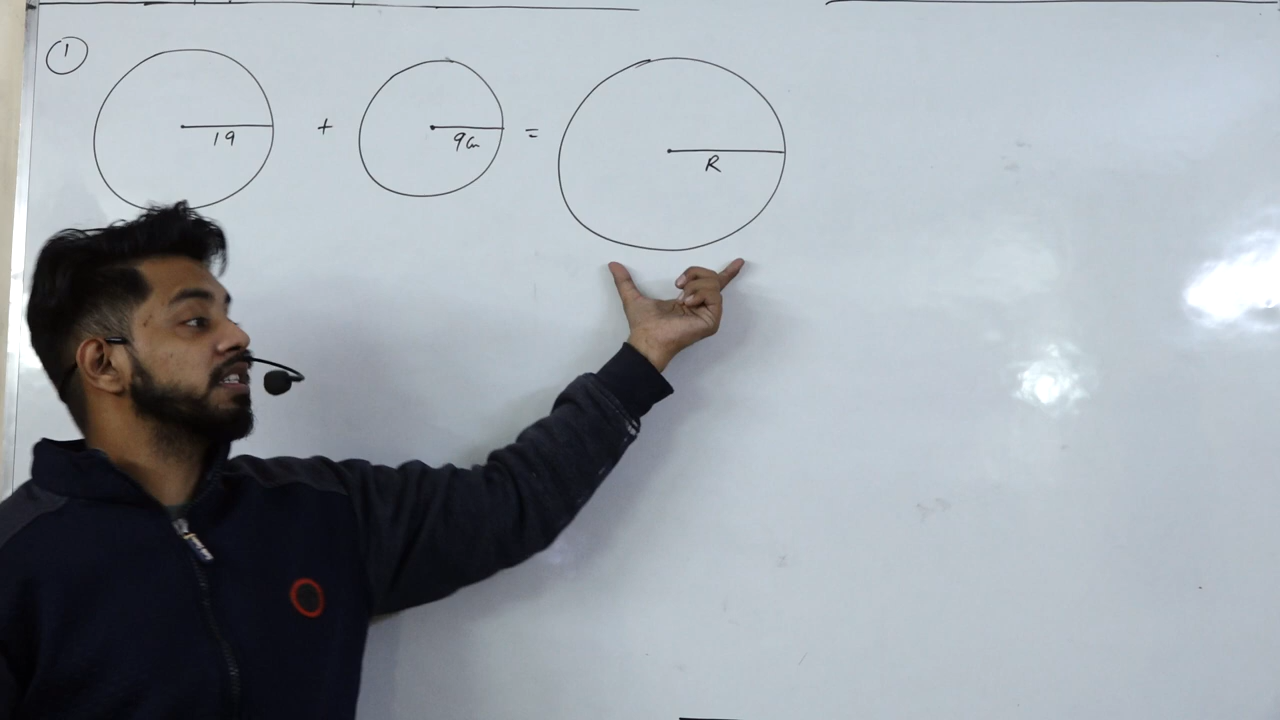 ①
19 + 9cm = R